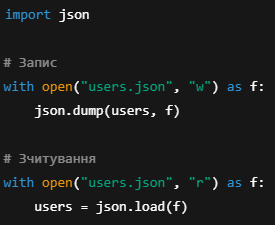 import json
# Запис
with open("users.json", "w") as f:
    json.dump(users, f)
# Зчитування
with open("users.json", "r") as f:
    users = json.load(f)